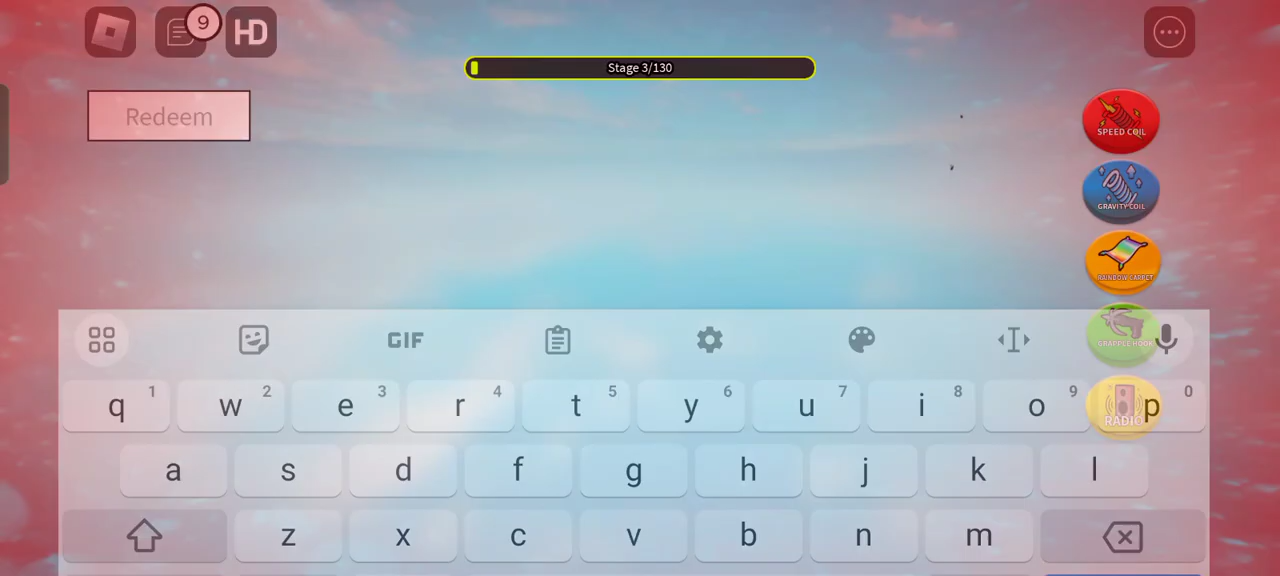 9
HD
Stage 3/130
Redeem
SPEED COIL
GRAVITY COIL
RAINBOW CARPET
GRAPPLE HOOK
RADIO
GIF
q 1 w 2 e 3 r 4 t 5 y 6 u 7 i 8 o 9 p 0
a s d f g h j k l
z x c v b n m